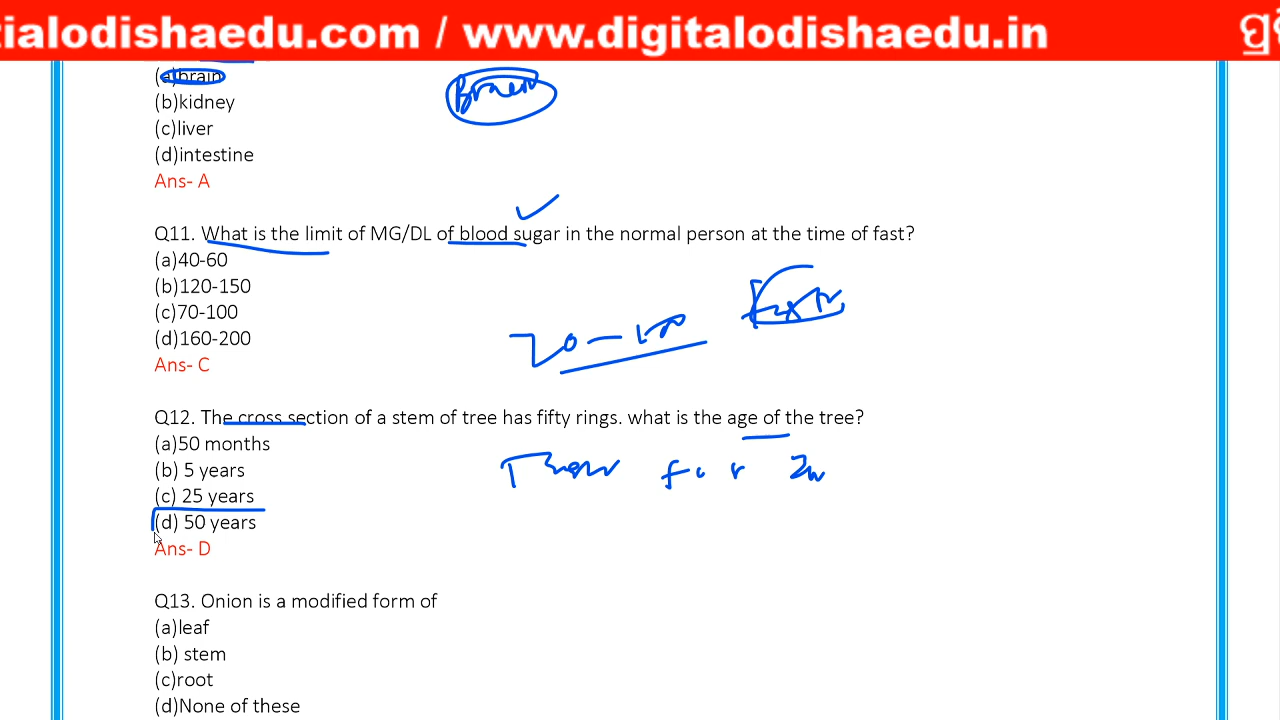 tialodishaedu.com / www.digitalodishaedu.in
(a)brain
Brain
(b)kidney
(c)liver
(d)intestine
Ans- A
Q11. What is the limit of MG/DL of blood sugar in the normal person at the time of fast?
(a)40-60
(b)120-150
(c)70-100
(d)160-200
70-100
Ans- C
Q12. The cross section of a stem of tree has fifty rings. what is the age of the tree?
(a)50 months
(b) 5 years
(c) 25 years
(d) 50 years
Ans- D
Q13. Onion is a modified form of
(a)leaf
(b) stem
(c)root
(d)None of these